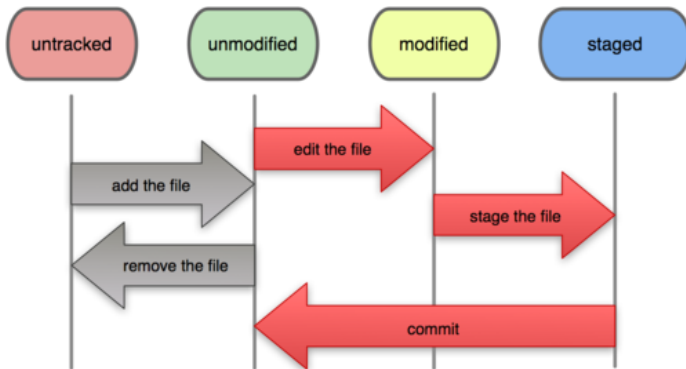 untracked
unmodified
modified
staged
edit the file
add the file
stage the file
remove the file
commit